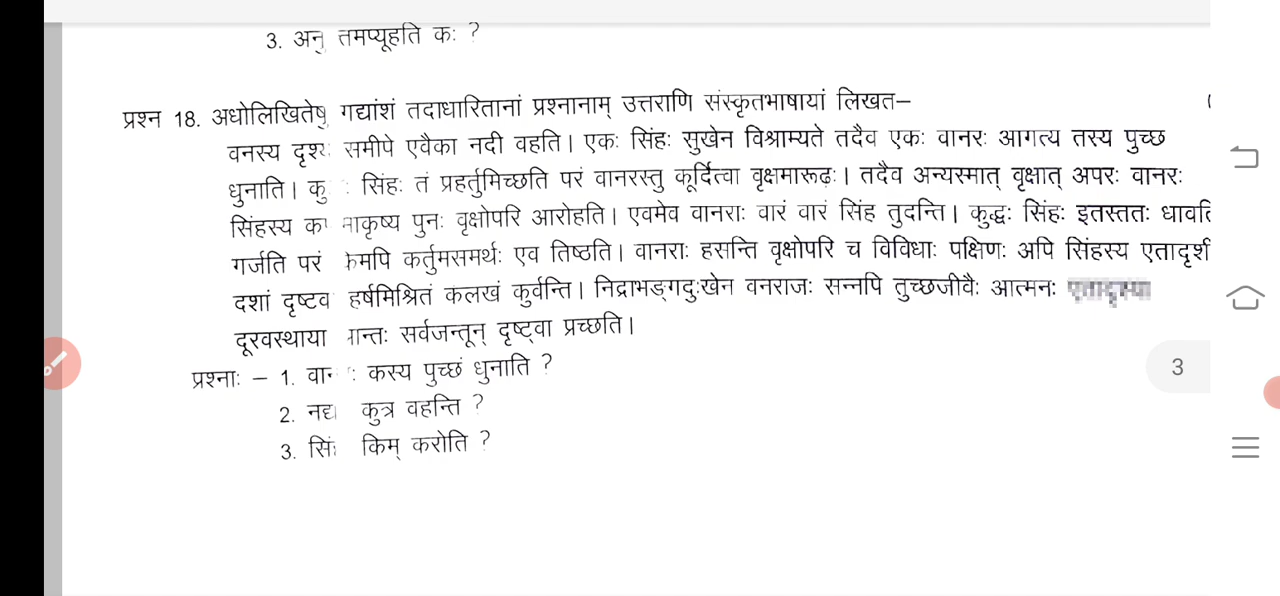 3. अनु तमप्यूहति कः ?
प्रश्न 18. अधोलिखितेषु गद्यांशं तदाधारितानां प्रश्नानाम् उत्तराणि संस्कृतभाषायां लिखत–
वनस्य समीपे एवैका नदी वहति। एकः सिंहः सुखेन विश्राम्यते तदैव एकः वानरः आगत्य तस्य पुच्छ
धुनाति। सिंहः तं प्रहर्तुमिच्छति परं वानरस्तु कूर्दित्वा वृक्षमारूढः। तदैव अन्यस्मात् वृक्षात् अपरः वानरः
सिंहस्य पुनः वृक्षोपरि आरोहति। एवमेव वानराः वारं वारं सिंह तुदन्ति। कुद्धः सिंहः इतस्ततः धावति
गर्जति परं कर्तुमसमर्थः एव तिष्ठति। वानराः हसन्ति वृक्षोपरि च विविधाः पक्षिणः अपि सिंहस्य एतादृशी
दशां हर्षमिश्रितं कलखं कुर्वन्ति। निद्राभङ्गदुःखेन वनराजः सन्नपि तुच्छजीवैः आत्मनः
दूरवस्थाया सर्वजन्तून् दृष्ट्वा प्रच्छति।
प्रश्नाः – 1. कस्य पुच्छं धुनाति ?
2. कुत्र वहन्ति ?
3. किम् करोति ?
3